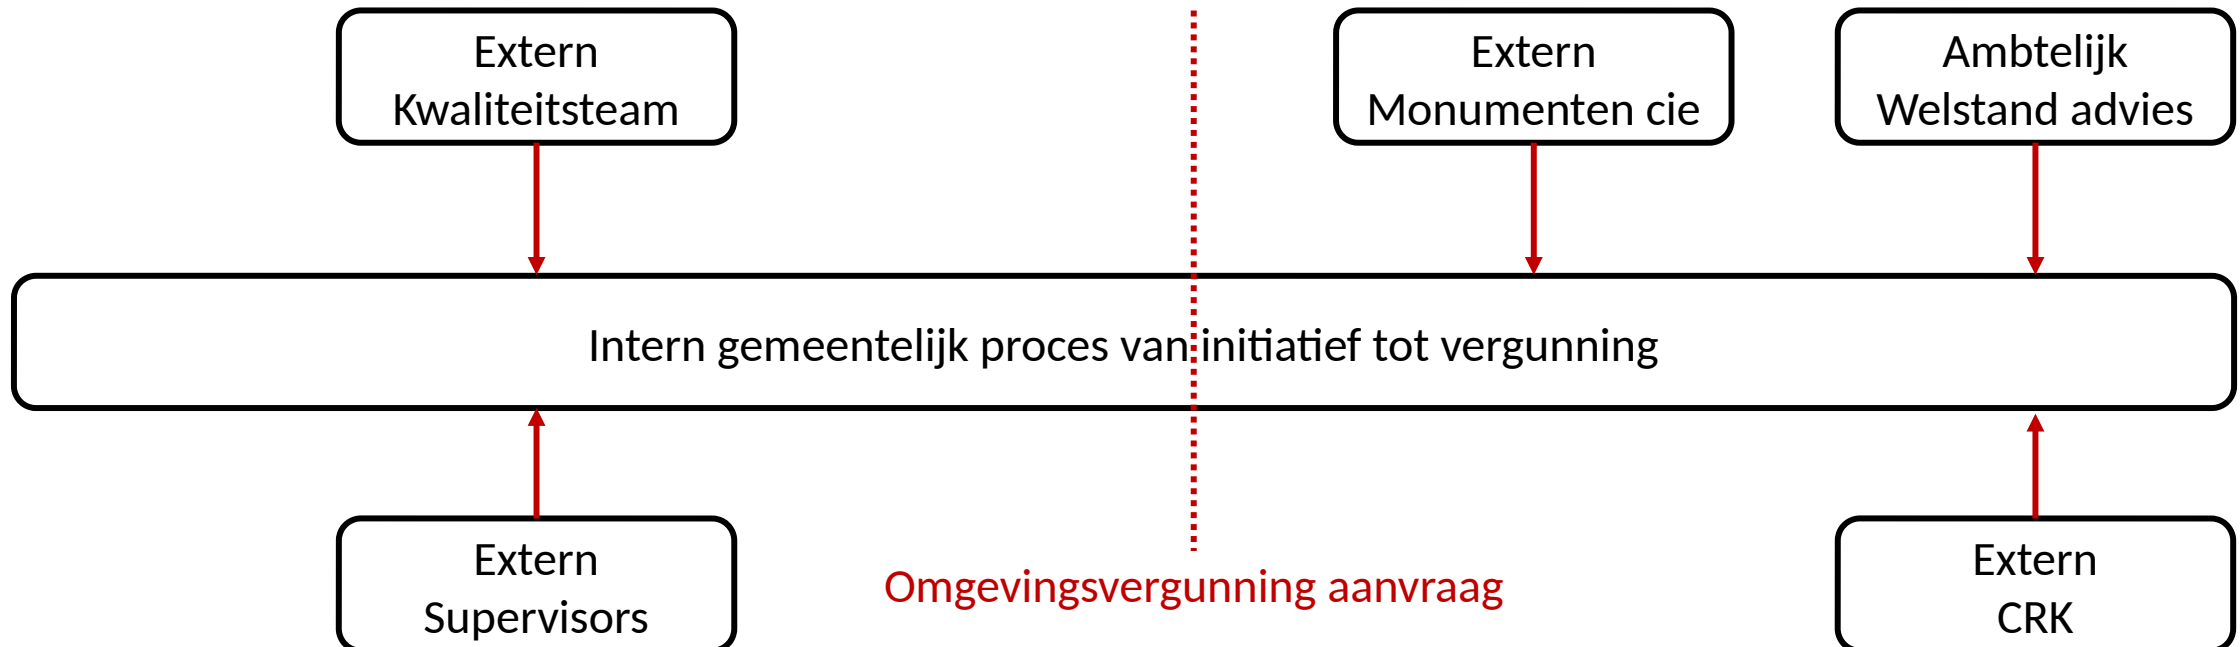 Extern
Kwaliteitsteam
Extern
Monumenten cie
Ambtelijk
Welstand advies
Intern gemeentelijk proces van initiatief tot vergunning
Extern
Supervisors
Omgevingsvergunning aanvraag
Extern
CRK